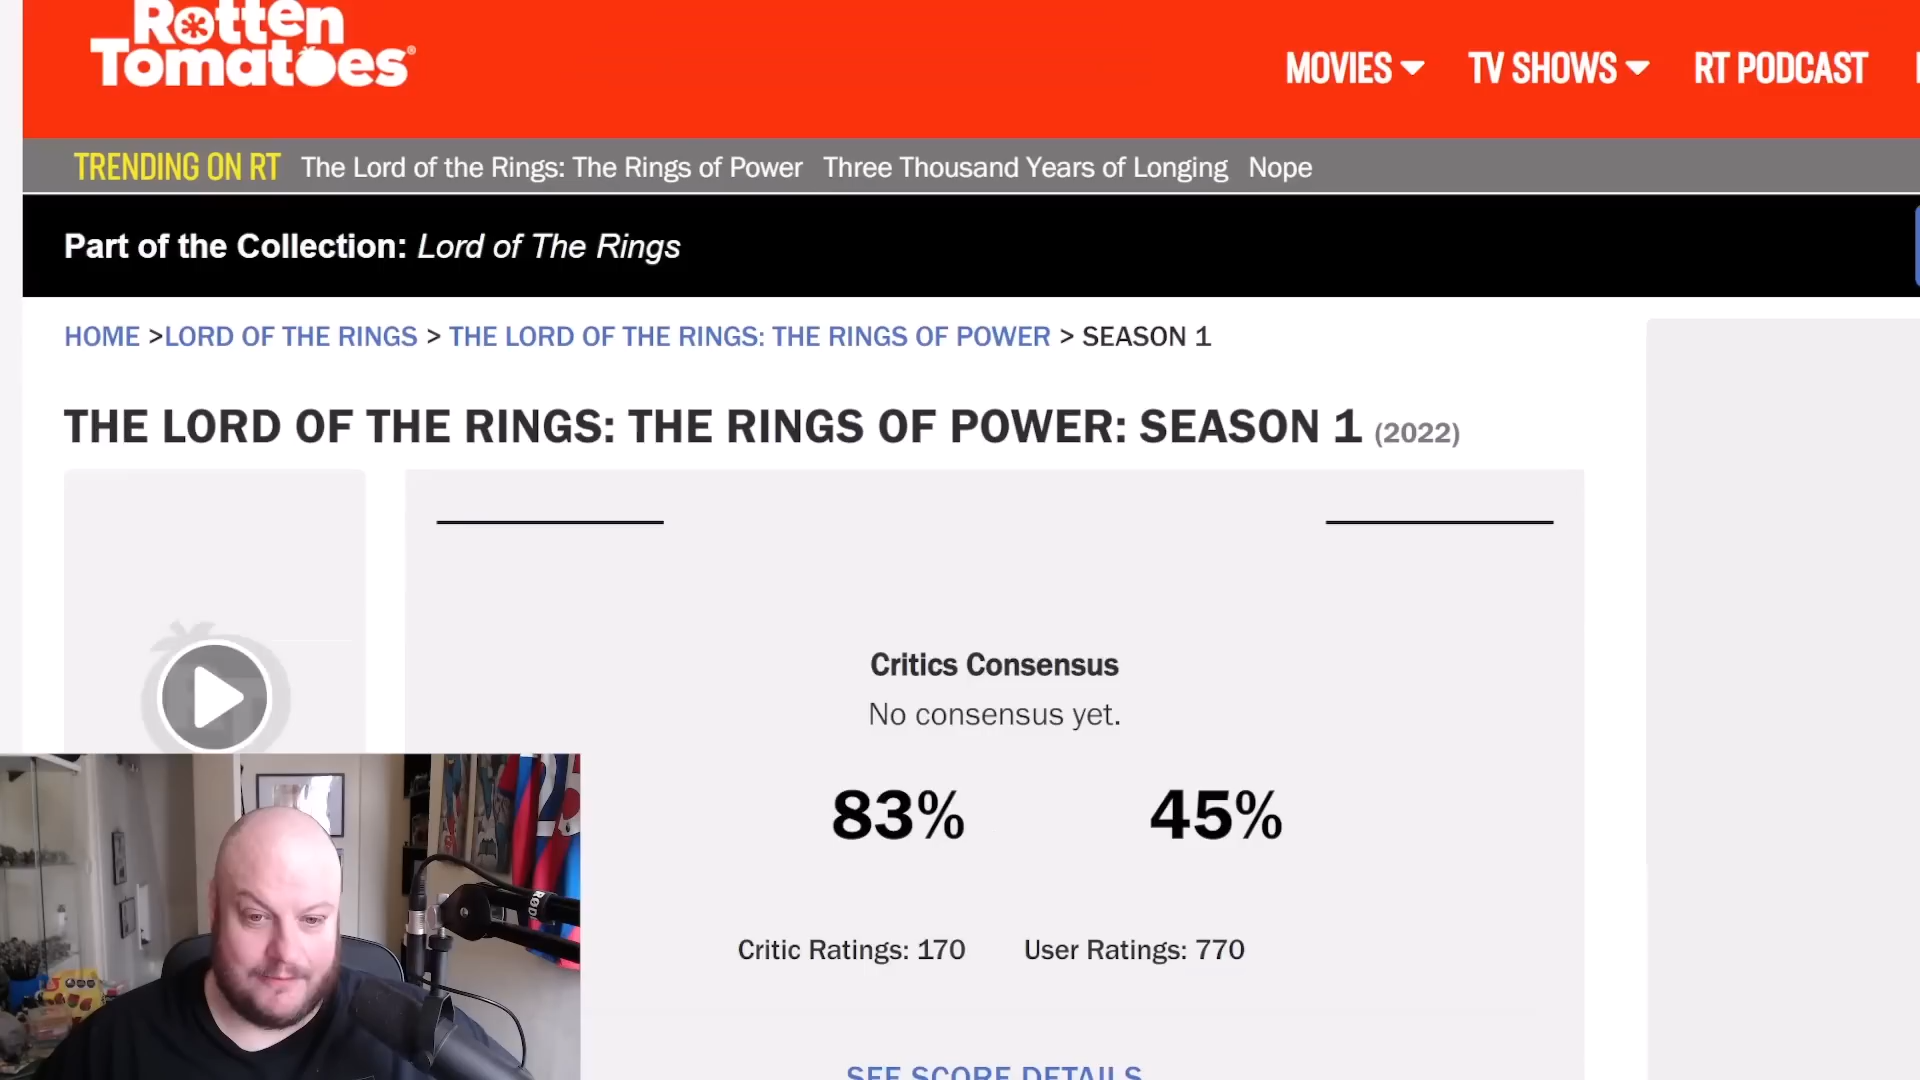 Rotten
Tomatoes®
MOVIES TV SHOWS RT PODCAST
TRENDING ON RT The Lord of the Rings: The Rings of Power Three Thousand Years of Longing Nope
Part of the Collection: Lord of The Rings
HOME >LORD OF THE RINGS > THE LORD OF THE RINGS: THE RINGS OF POWER > SEASON 1
THE LORD OF THE RINGS: THE RINGS OF POWER: SEASON 1 (2022)
Critics Consensus
No consensus yet.
83% 45%
Critic Ratings: 170 User Ratings: 770
SEE SCORE DETAILS
RØDE